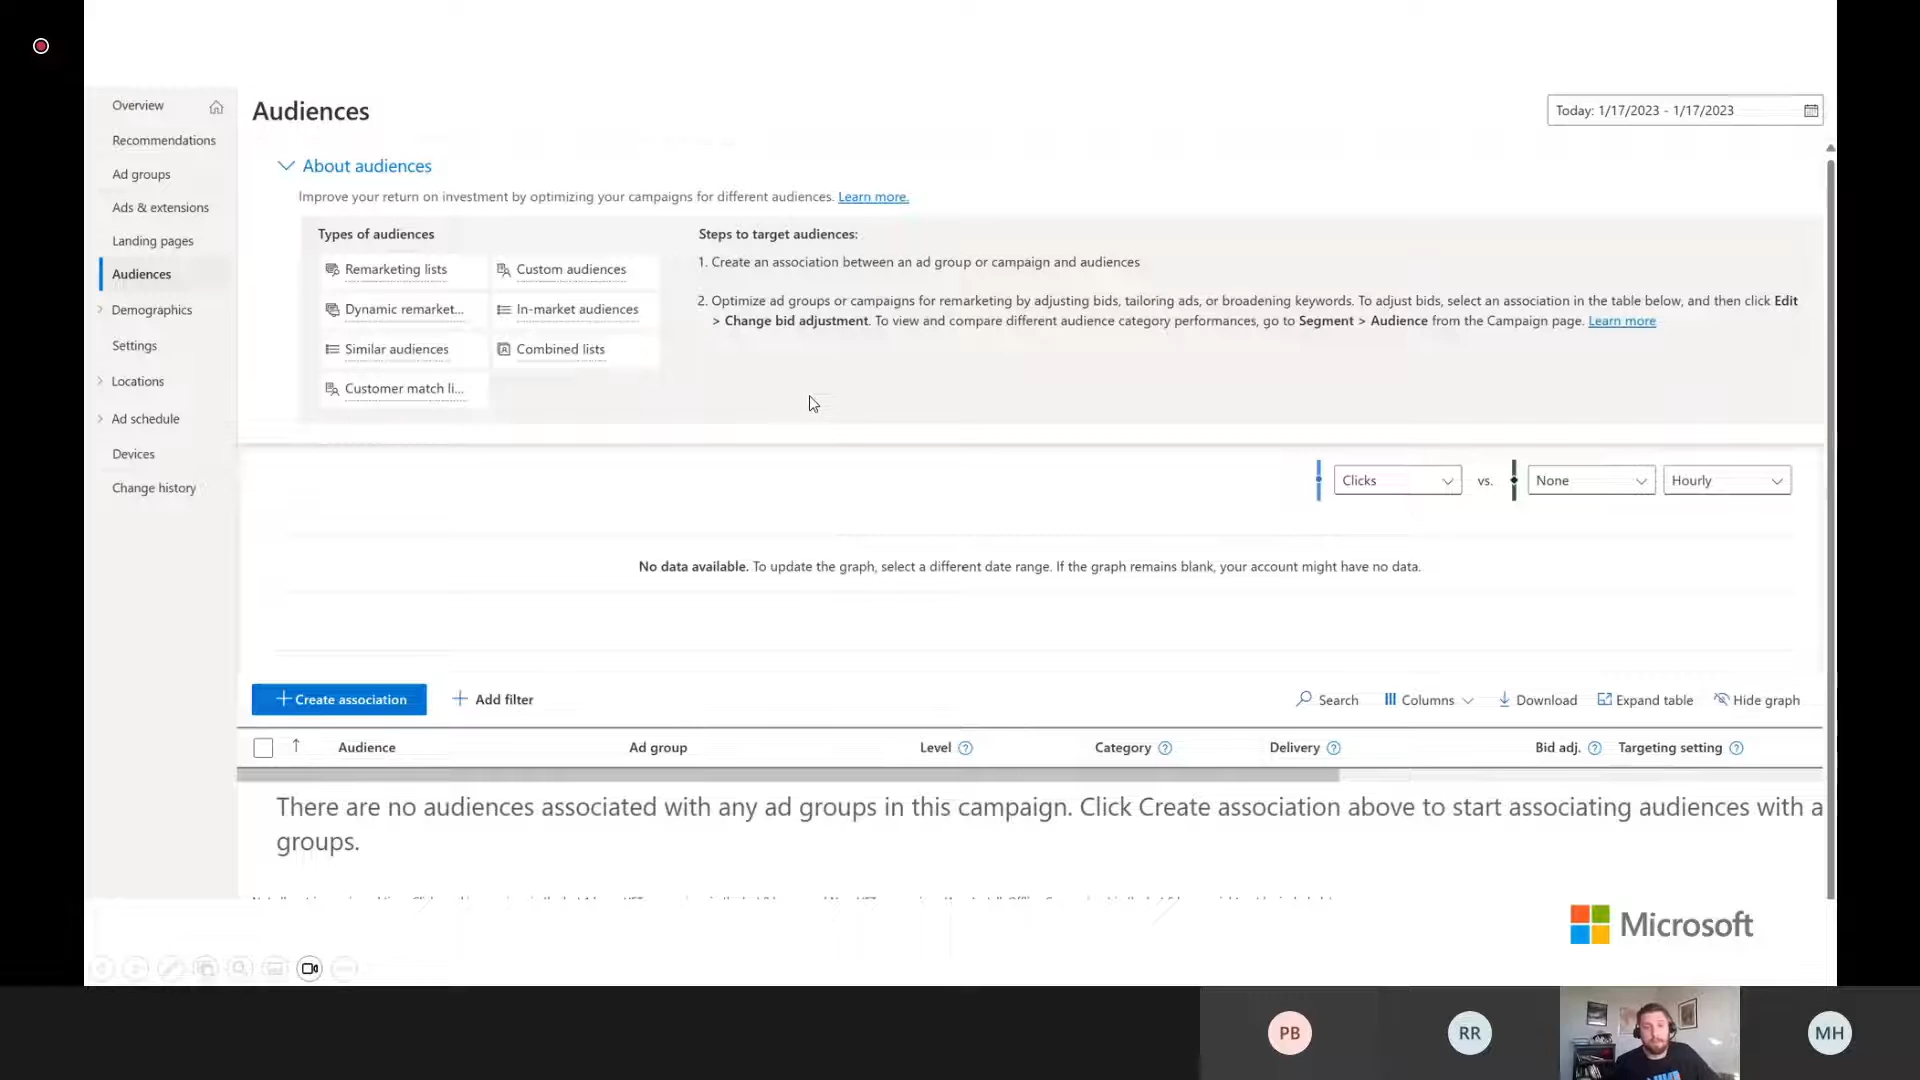 Overview
Recommendations
Ad groups
Ads & extensions
Landing pages
Audiences
Demographics
Settings
Locations
Ad schedule
Devices
Change history
Audiences
Today: 1/17/2023 - 1/17/2023
About audiences
Improve your return on investment by optimizing your campaigns for different audiences. Learn more.
Types of audiences
Remarketing lists
Custom audiences
Dynamic remarket...
In-market audiences
Similar audiences
Combined lists
Customer match li...
Steps to target audiences:
1. Create an association between an ad group or campaign and audiences
2. Optimize ad groups or campaigns for remarketing by adjusting bids, tailoring ads, or broadening keywords. To adjust bids, select an association in the table below, and then click Edit
> Change bid adjustment. To view and compare different audience category performances, go to Segment > Audience from the Campaign page. Learn more
Clicks
vs.
None
Hourly
No data available. To update the graph, select a different date range. If the graph remains blank, your account might have no data.
Create association
Add filter
Search
Columns
Download
Expand table
Hide graph
Audience
Ad group
Level
Category
Delivery
Bid adj.
Targeting setting
There are no audiences associated with any ad groups in this campaign. Click Create association above to start associating audiences with a
groups.
Microsoft
PB
RR
MH